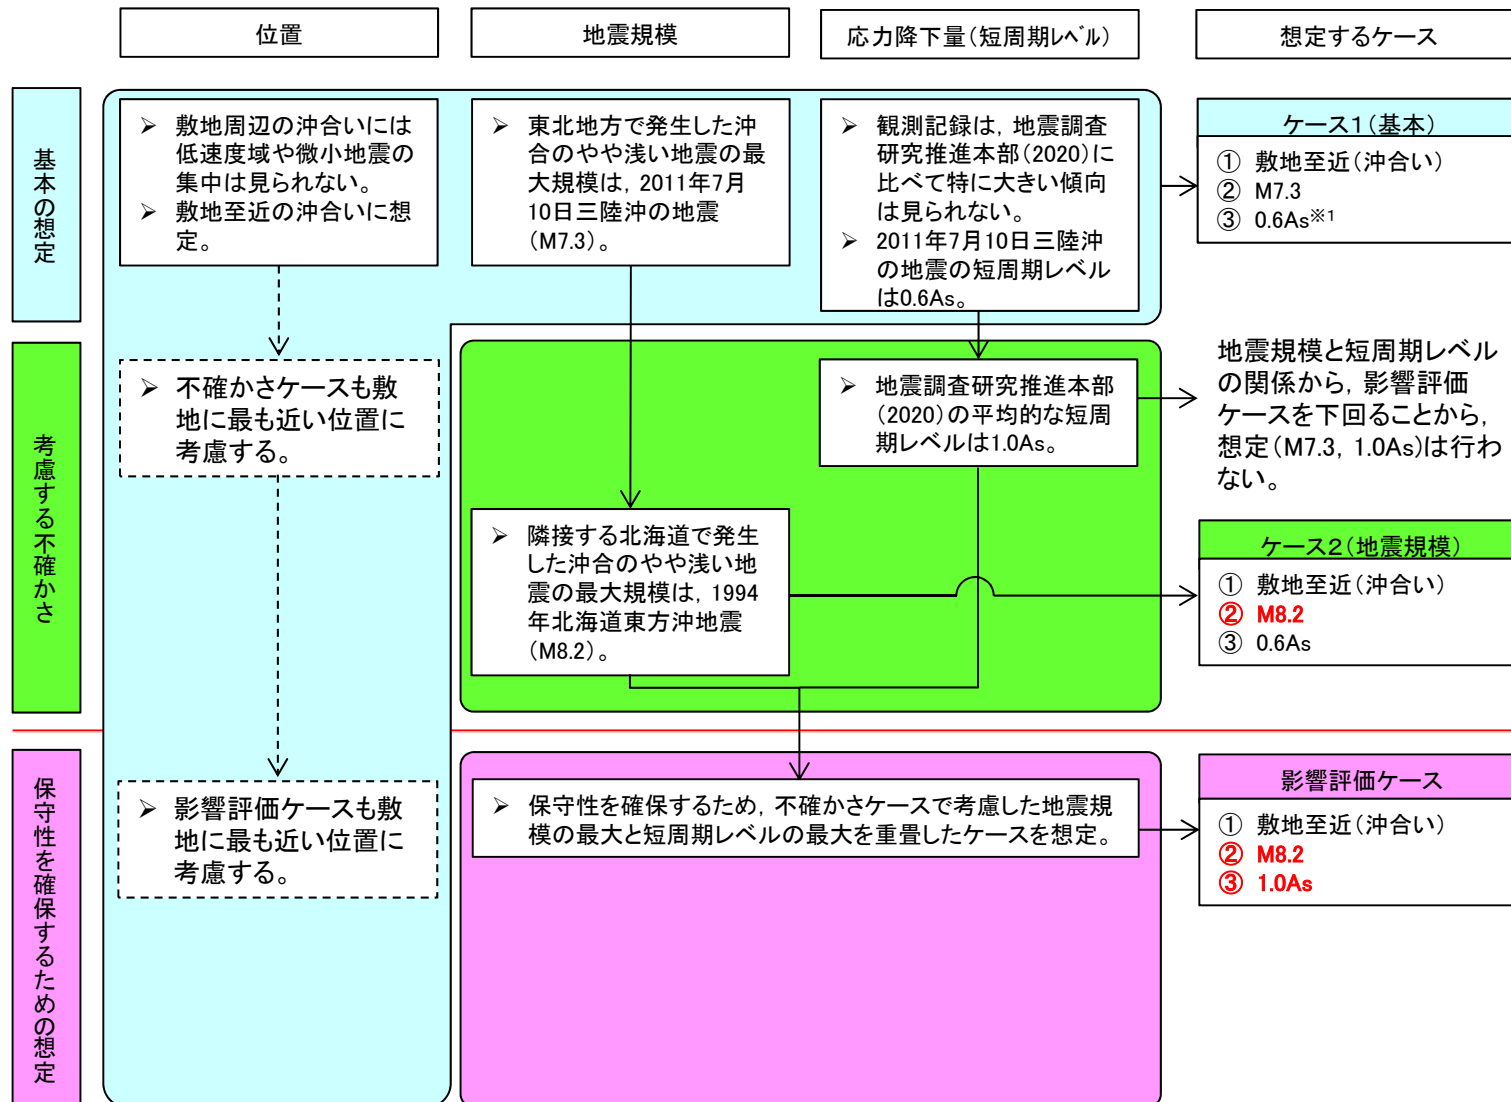 位置
地震規模
応力降下量(短周期レベル)
想定するケース
基本の想定
➢ 敷地周辺の沖合いには
低速度域や微小地震の
集中は見られない。
➢ 敷地至近の沖合いに想
定。
➢ 東北地方で発生した沖
合のやや浅い地震の最
大規模は，2011年7月
10日三陸沖の地震
(M7.3)。
➢ 観測記録は，地震調査
研究推進本部(2020)に
比べて特に大きい傾向
は見られない。
➢ 2011年7月10日三陸沖
の地震の短周期レベル
は0.6As。
ケース1(基本)
① 敷地至近(沖合い)
② M7.3
③ 0.6As※1
考慮する不確かさ
➢ 不確かさケースも敷
地に最も近い位置に
考慮する。
➢ 地震調査研究推進本部
(2020)の平均的な短周
期レベルは1.0As。
地震規模と短周期レベル
の関係から，影響評価
ケースを下回ることから，
想定(M7.3，1.0As)は行わ
ない。
➢ 隣接する北海道で発生
した沖合のやや浅い地
震の最大規模は，1994
年北海道東方沖地震
(M8.2)。
ケース2(地震規模)
① 敷地至近(沖合い)
② M8.2
③ 0.6As
保守性を確保するための想定
➢ 影響評価ケースも敷
地に最も近い位置に
考慮する。
➢ 保守性を確保するため，不確かさケースで考慮した地震規
模の最大と短周期レベルの最大を重畳したケースを想定。
影響評価ケース
① 敷地至近(沖合い)
② M8.2
③ 1.0As